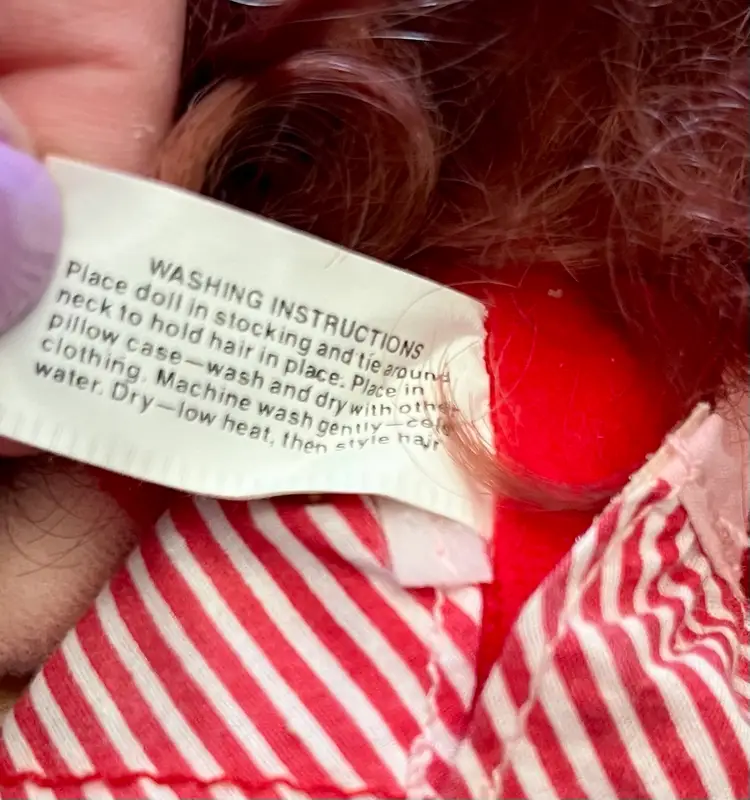 WASHING INSTRUCTIONS
Place doll in stocking and tie around
neck to hold hair in place. Place in
pillow case—wash and dry with other
clothing. Machine wash gently—cold
water. Dry—low heat, then style hair